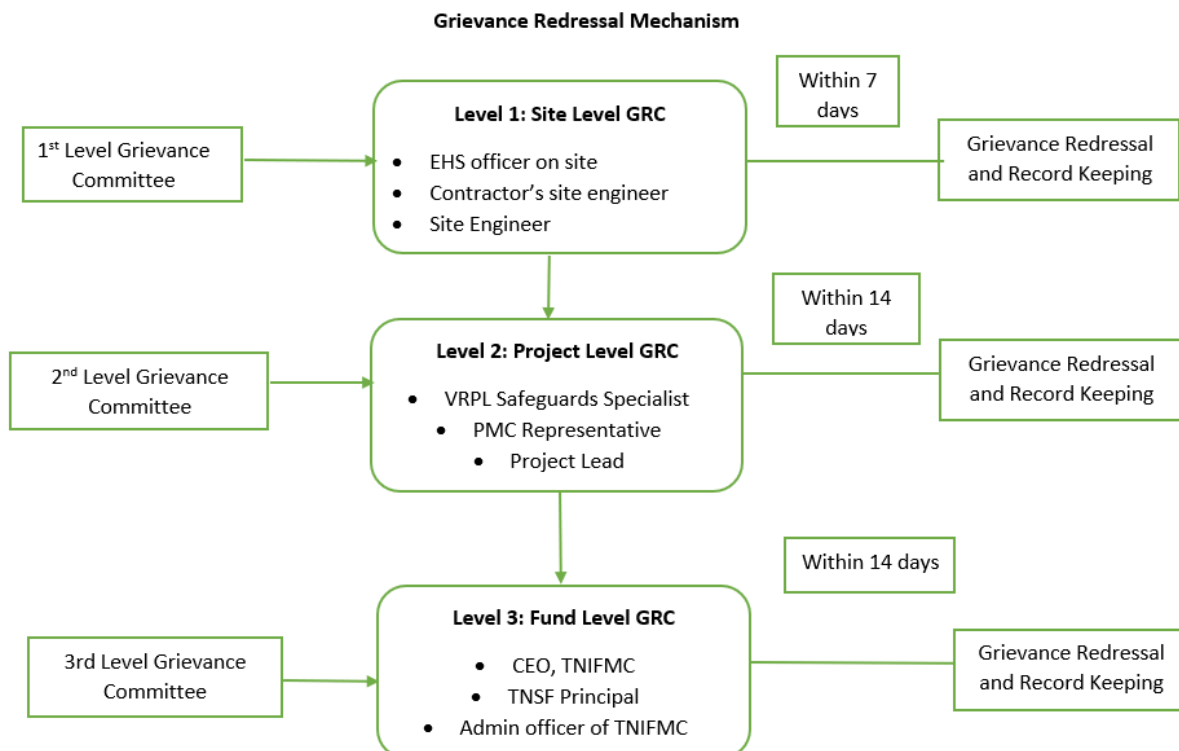 Grievance Redressal Mechanism
Within 7
days
Level 1: Site Level GRC
1st Level Grievance
Committee
• EHS officer on site
• Contractor’s site engineer
• Site Engineer
Grievance Redressal
and Record Keeping
Within 14
days
Level 2: Project Level GRC
2nd Level Grievance
Committee
• VRPL Safeguards Specialist
• PMC Representative
• Project Lead
Grievance Redressal
and Record Keeping
Within 14 days
Level 3: Fund Level GRC
3rd Level Grievance
Committee
• CEO, TNIFMC
• TNSF Principal
• Admin officer of TNIFMC
Grievance Redressal
and Record Keeping